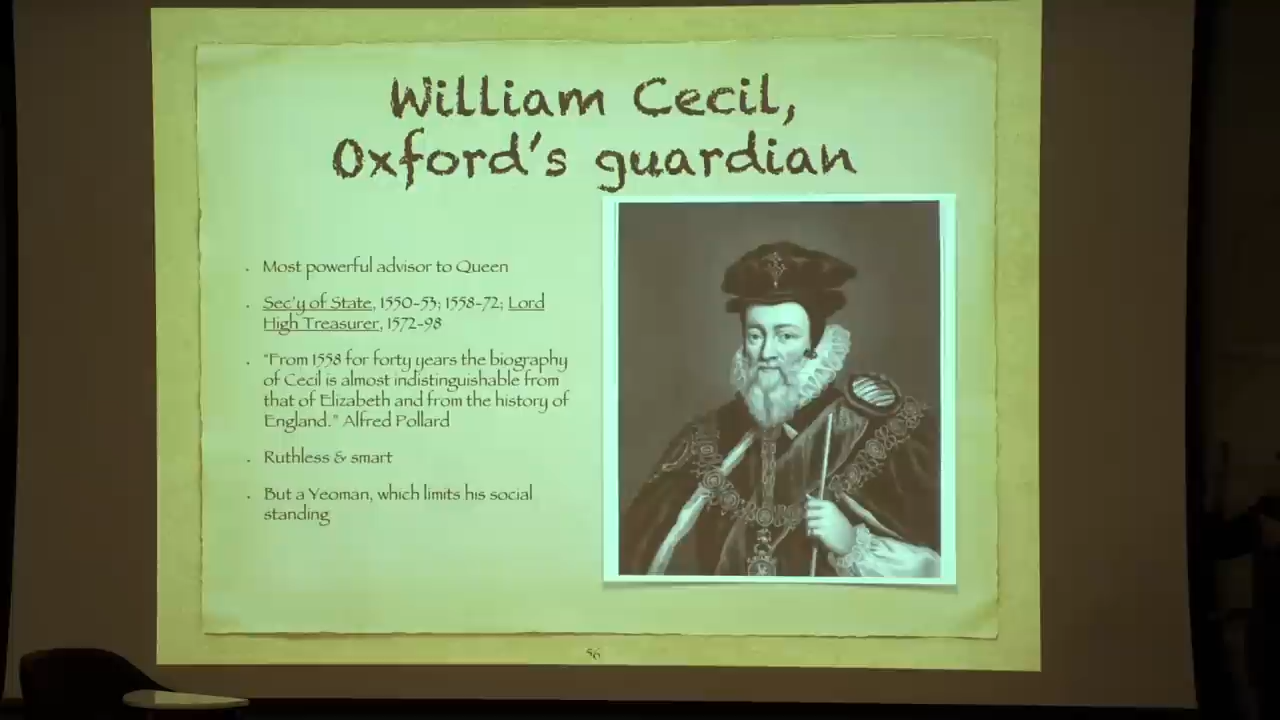 William Cecil,
Oxford's guardian
. Most powerful advisor to Queen
. Sec'y of State, 1550-53; 1558-72; Lord
High Treasurer, 1572-98
. "From 1558 for forty years the biography
of Cecil is almost indistinguishable from
that of Elizabeth and from the history of
England." Alfred Pollard
. Ruthless & smart
. But a Yeoman, which limits his social
standing
56